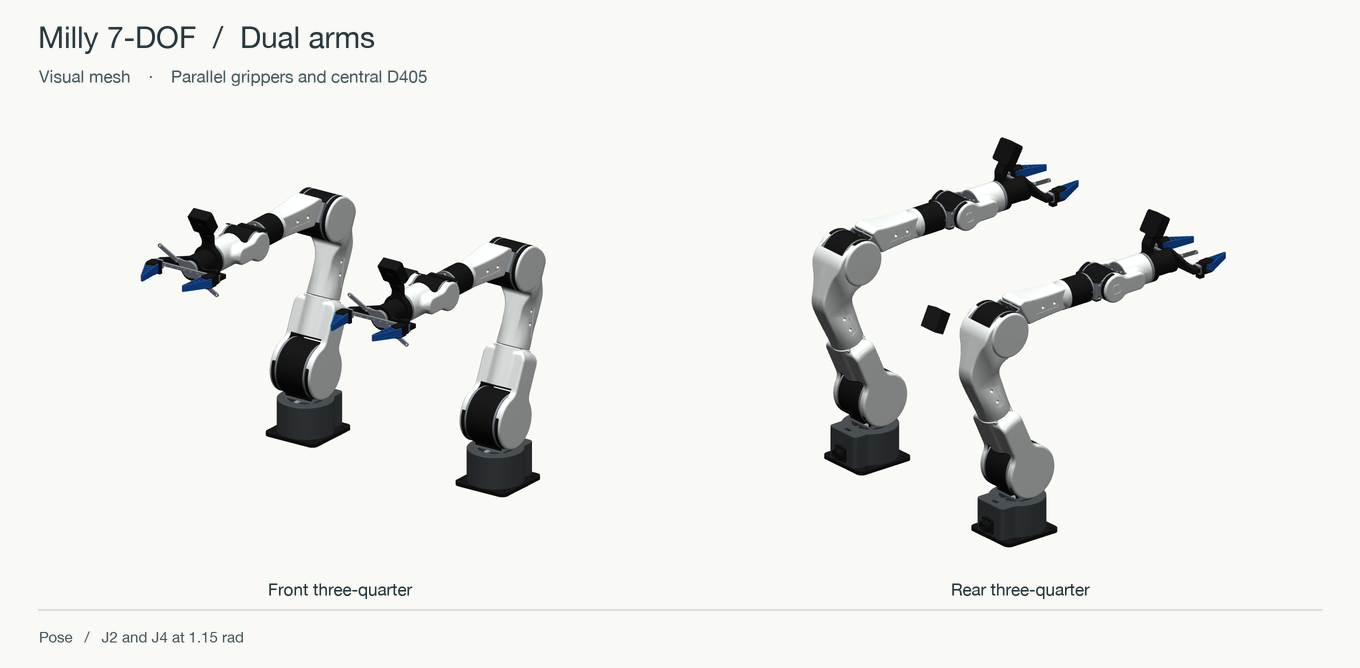 Milly 7-DOF / Dual arms
Visual mesh · Parallel grippers and central D405
Front three-quarter
Rear three-quarter
Pose / J2 and J4 at 1.15 rad